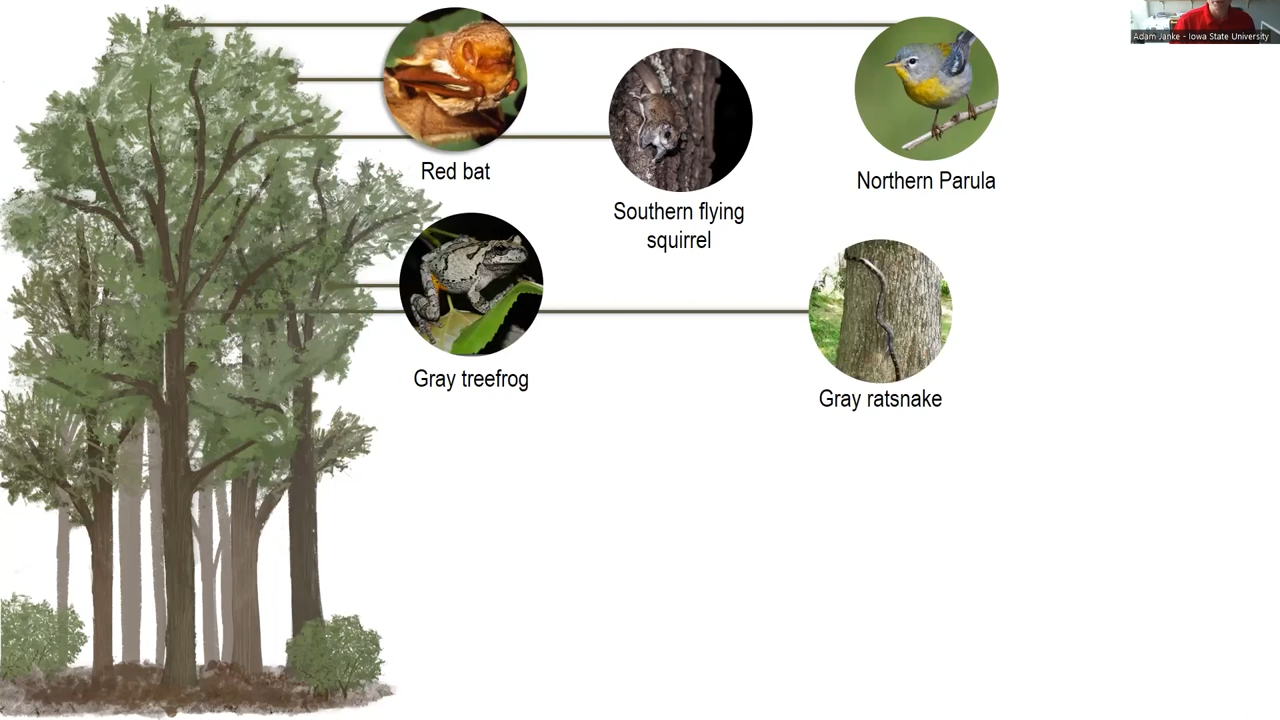 Adam Janke - Iowa State University
Red bat
Northern Parula
Southern flying
squirrel
Gray treefrog
Gray ratsnake